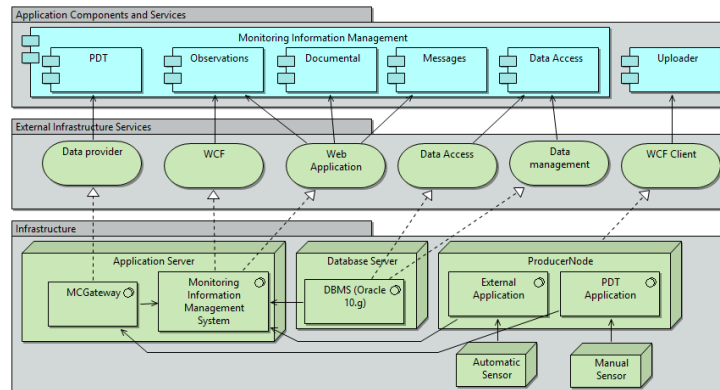 Application Components and Services
Monitoring Information Management
PDT
Observations
Documental
Messages
Data Access
Uploader
External Infrastructure Services
Data provider
WCF
Web
Application
Data Access
Data
management
WCF Client
Infrastructure
Application Server
Database Server
ProducerNode
MCGateway
Monitoring
Information
Management
System
DBMS (Oracle
10.g)
External
Application
PDT
Application
Automatic
Sensor
Manual
Sensor